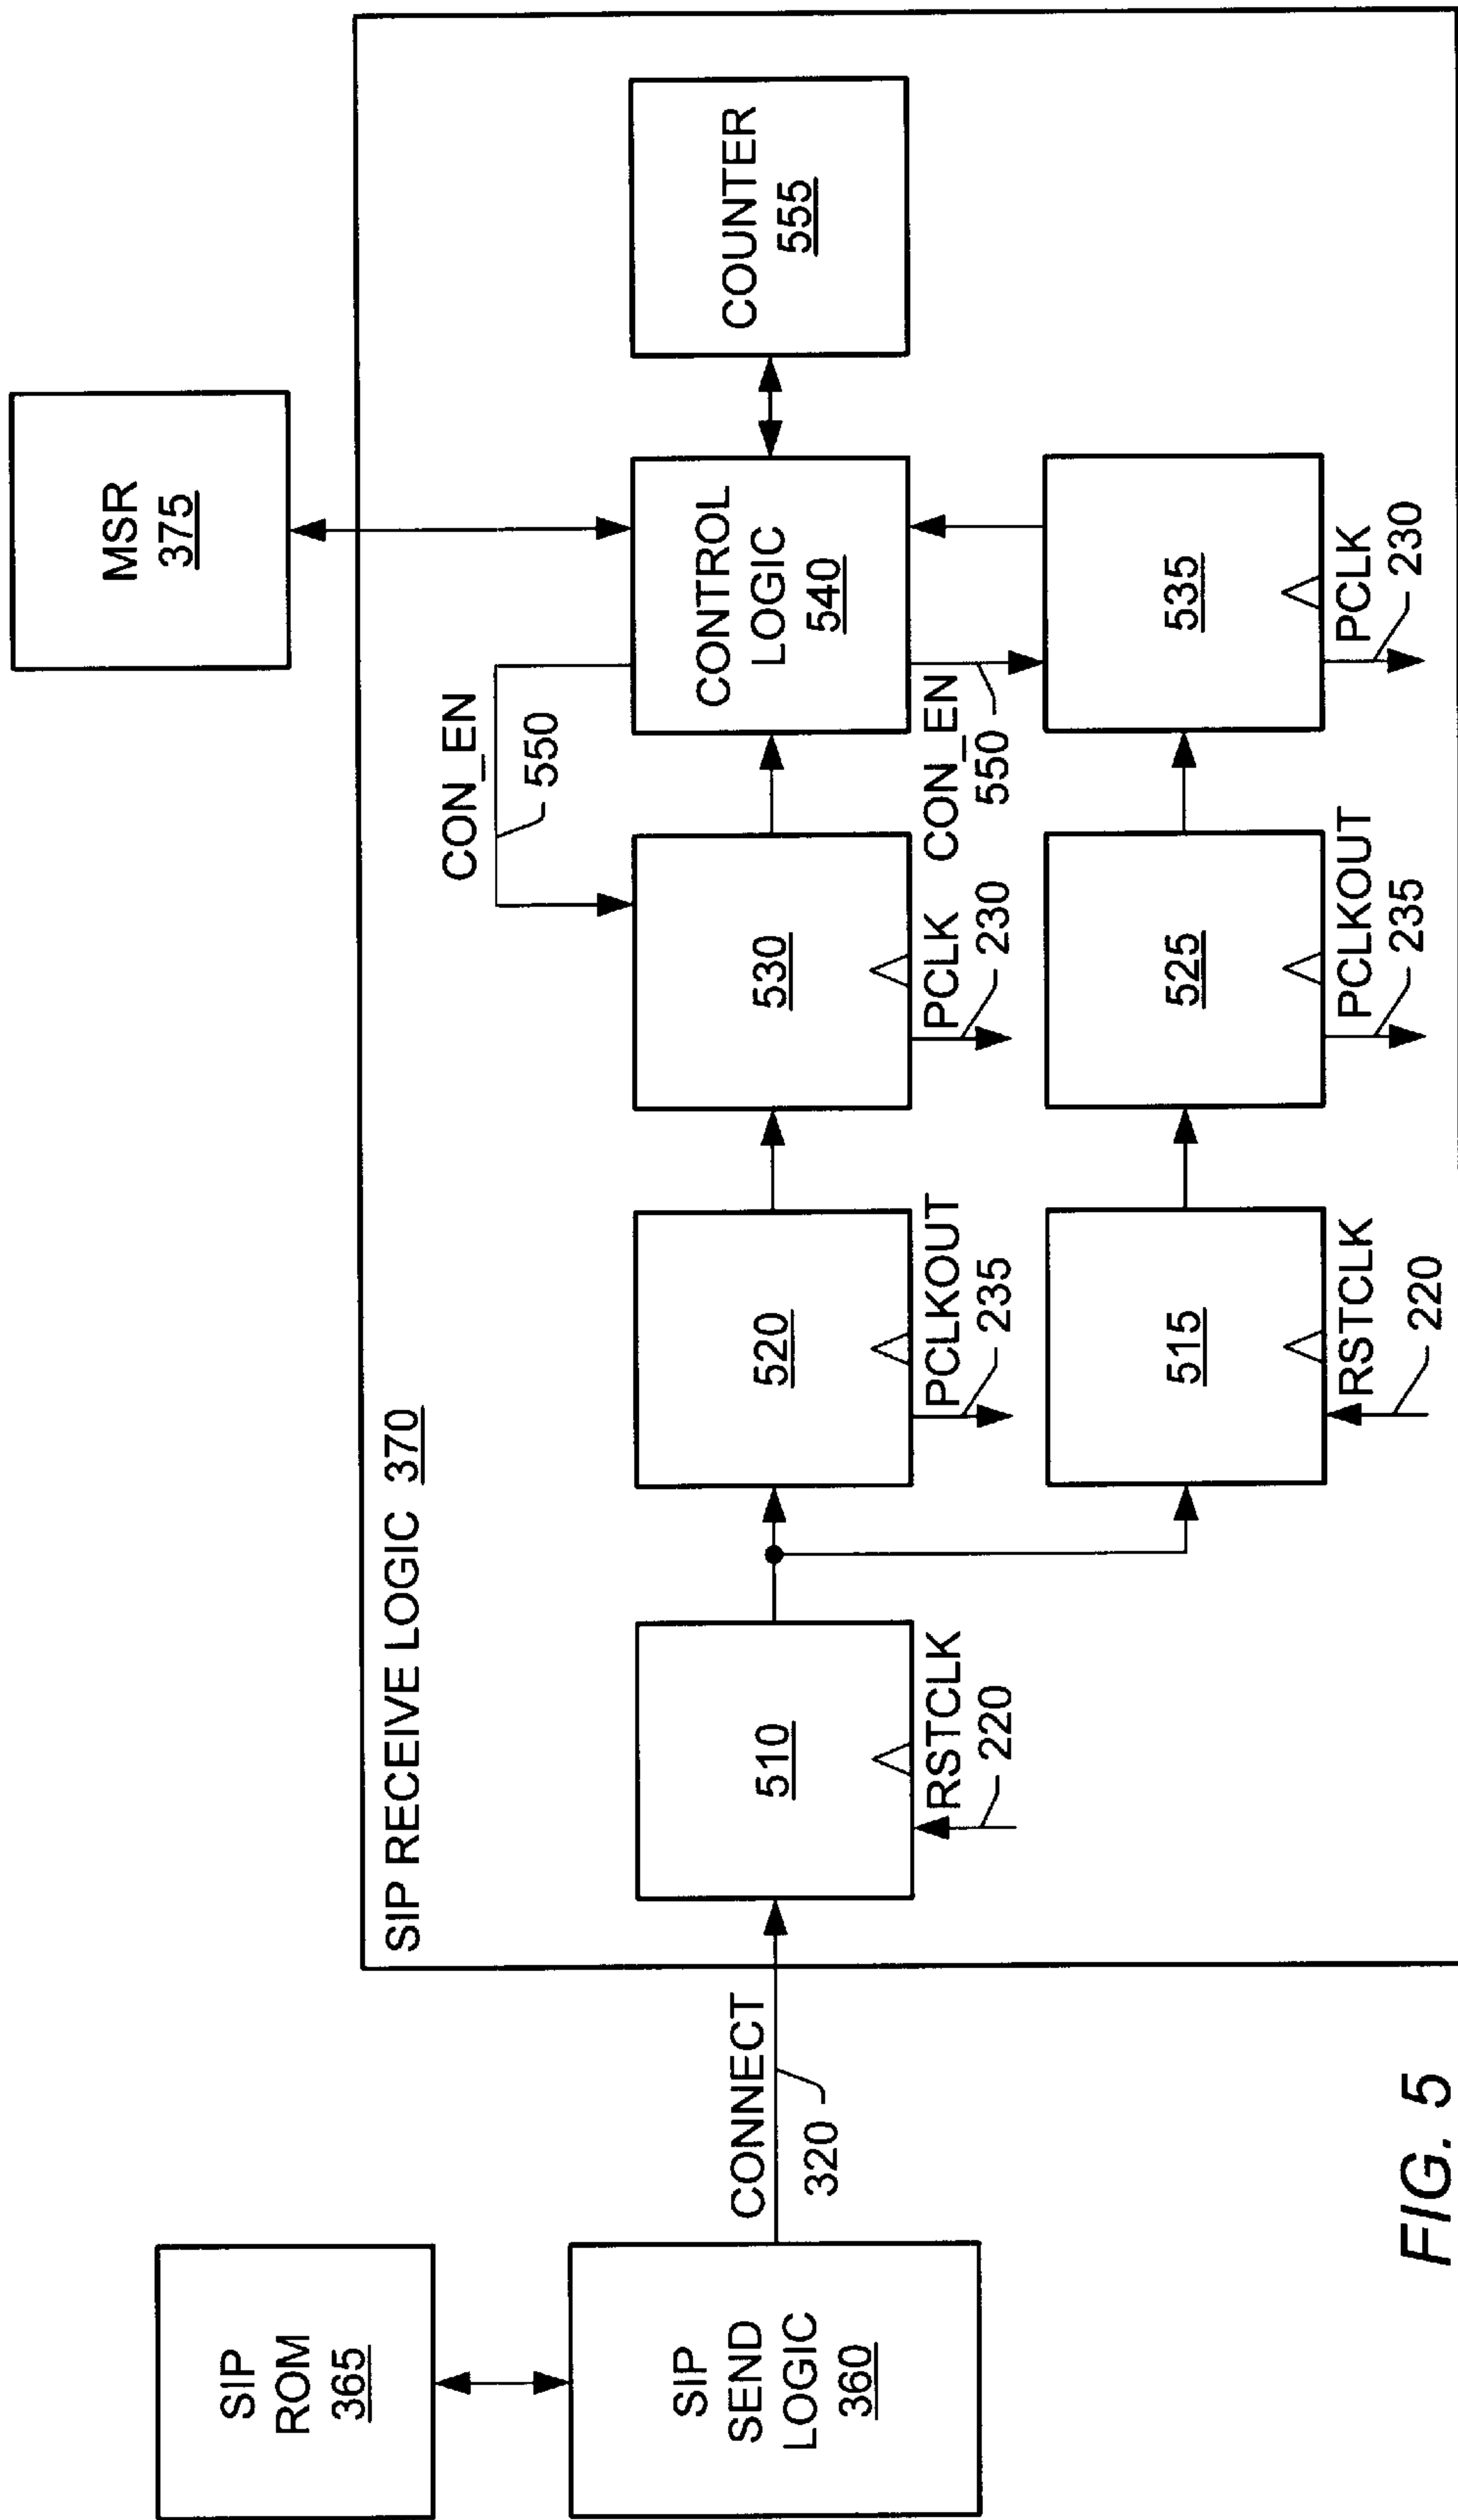 MSR
375
SIP RECEIVE LOGIC 370
CON_EN
550
SIP
ROM
365
SIP
SEND
LOGIC
360
CONNECT
320
510
RSTCLK
220
520
PCLKOUT
235
530
PCLK
230
CONTROL
LOGIC
540
CON_EN
550
COUNTER
555
515
RSTCLK
220
525
PCLKOUT
235
535
PCLK
230
FIG. 5